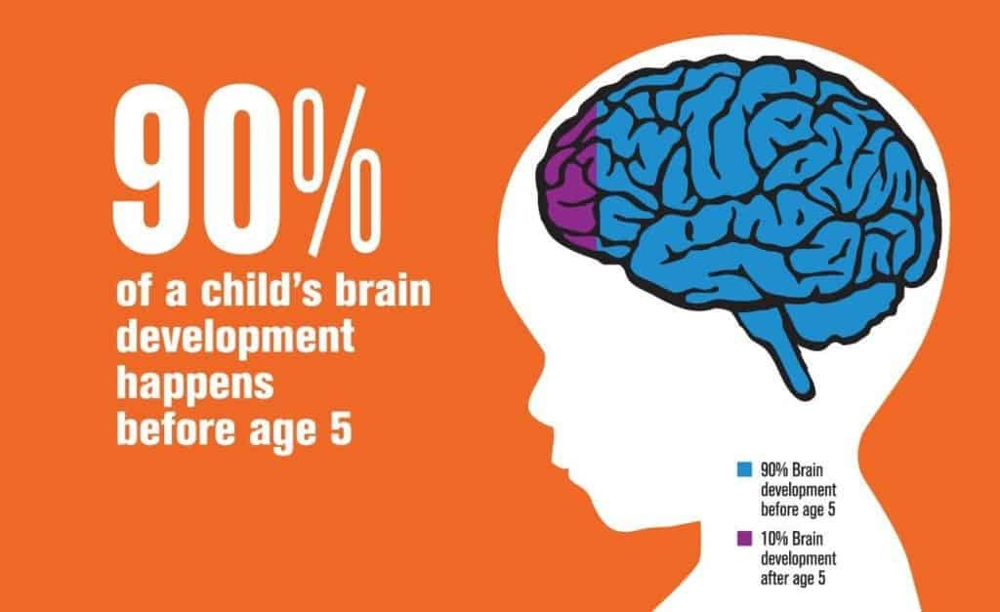 90%
of a child's brain
development
happens
before age 5
90% Brain
development
before age 5
10% Brain
development
after age 5